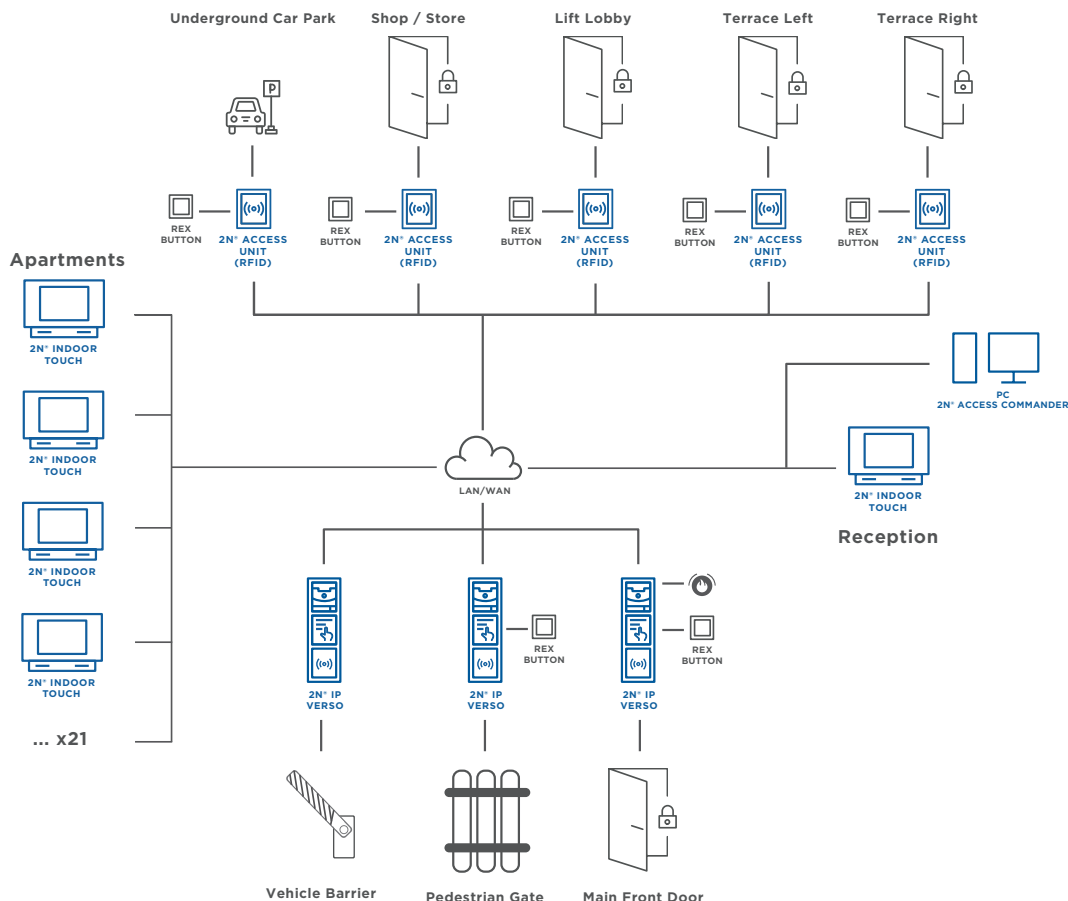 Underground Car Park
Shop / Store
Lift Lobby
Terrace Left
Terrace Right
P
REX
BUTTON
2N® ACCESS
UNIT
(RFID)
REX
BUTTON
2N® ACCESS
UNIT
(RFID)
REX
BUTTON
2N® ACCESS
UNIT
(RFID)
REX
BUTTON
2N® ACCESS
UNIT
(RFID)
REX
BUTTON
2N® ACCESS
UNIT
(RFID)
Apartments
2N® INDOOR
TOUCH
2N® INDOOR
TOUCH
2N® INDOOR
TOUCH
2N® INDOOR
TOUCH
... x21
LAN/WAN
PC
2N® ACCESS COMMANDER
2N® INDOOR
TOUCH
Reception
2N® IP
VERSO
REX
BUTTON
2N® IP
VERSO
REX
BUTTON
2N® IP
VERSO
Vehicle Barrier
Pedestrian Gate
Main Front Door